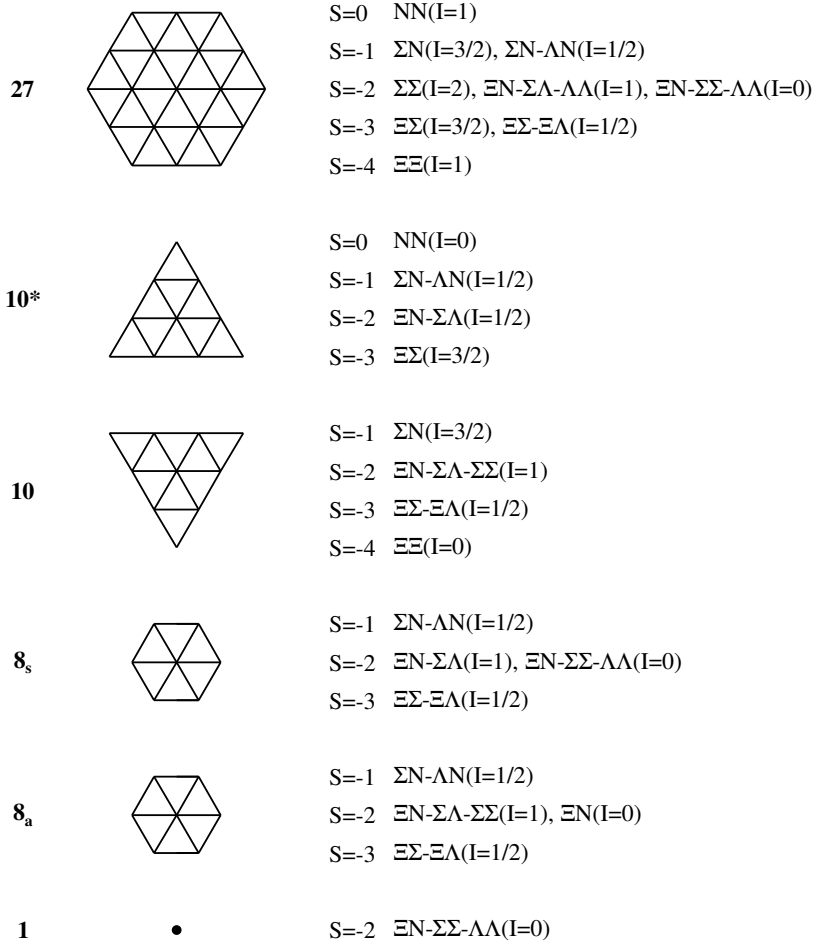 S=0 NN(I=1)
S=-1 ΣN(I=3/2), ΣN-ΛN(I=1/2)
27 S=-2 ΣΣ(I=2), ΞN-ΣΛ-ΛΛ(I=1), ΞN-ΣΣ-ΛΛ(I=0)
S=-3 ΞΣ(I=3/2), ΞΣ-ΞΛ(I=1/2)
S=-4 ΞΞ(I=1)
S=0 NN(I=0)
S=-1 ΣN-ΛN(I=1/2)
10*
S=-2 ΞN-ΣΛ(I=1/2)
S=-3 ΞΣ(I=3/2)
S=-1 ΣN(I=3/2)
S=-2 ΞN-ΣΛ-ΣΣ(I=1)
10
S=-3 ΞΣ-ΞΛ(I=1/2)
S=-4 ΞΞ(I=0)
S=-1 ΣN-ΛN(I=1/2)
8s S=-2 ΞN-ΣΛ(I=1), ΞN-ΣΣ-ΛΛ(I=0)
S=-3 ΞΣ-ΞΛ(I=1/2)
S=-1 ΣN-ΛN(I=1/2)
8a S=-2 ΞN-ΣΛ-ΣΣ(I=1), ΞN(I=0)
S=-3 ΞΣ-ΞΛ(I=1/2)
1 S=-2 ΞN-ΣΣ-ΛΛ(I=0)